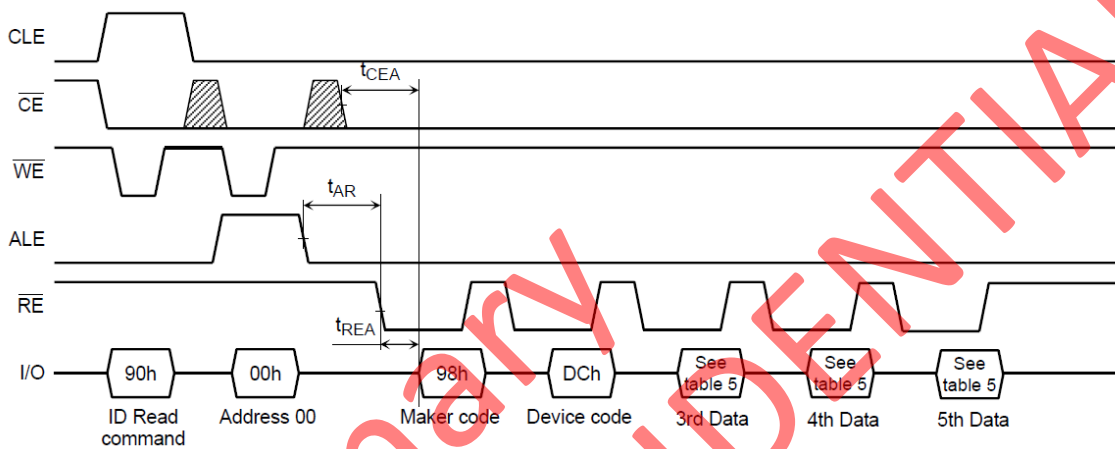 CLE
tCEA
CE
WE
tAR
ALE
RE
tREA
I/O
90h
00h
98h
DCh
See
table 5
See
table 5
See
table 5
ID Read
command
Address 00
Maker code
Device code
3rd Data
4th Data
5th Data